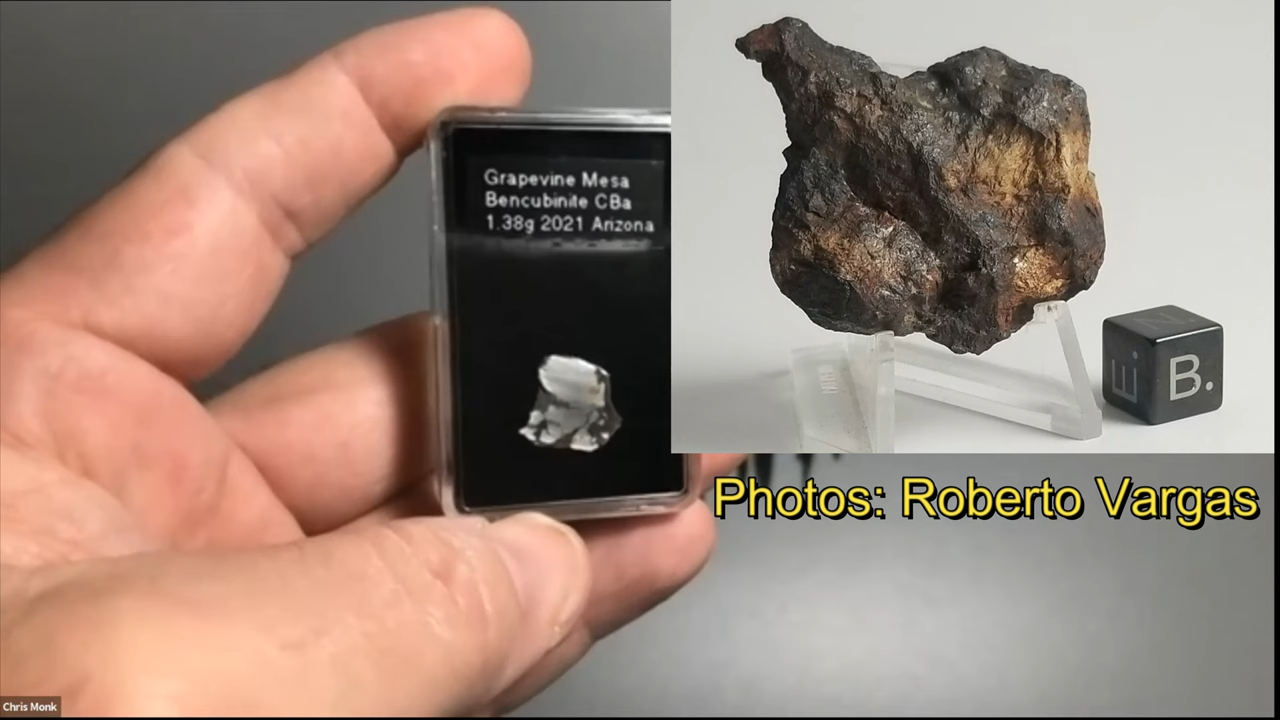 Grapevine Mesa
Bencubinite CBa
1.38g 2021 Arizona
N
E
B.
Photos: Roberto Vargas
Chris Monk